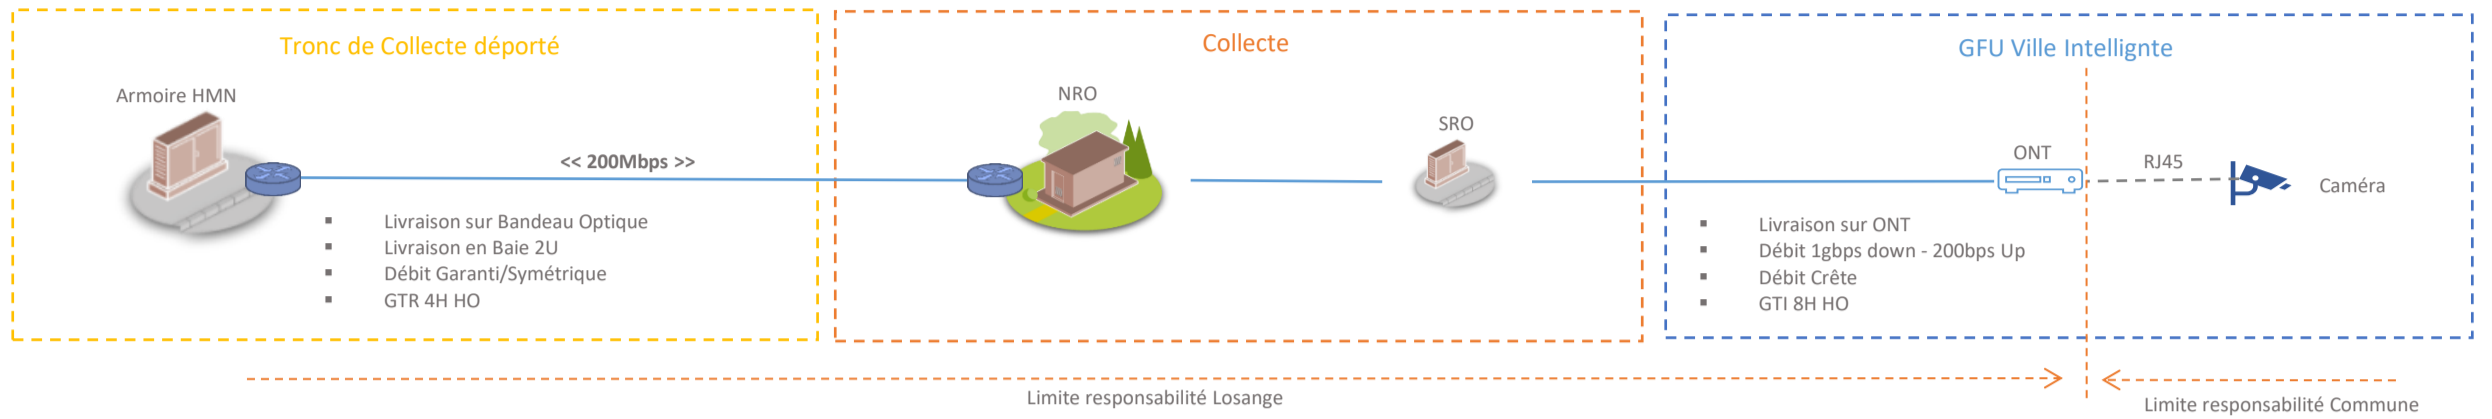 Tronc de Collecte déporté
Armoire HMN
<< 200Mbps >>
▪ Livraison sur Bandeau Optique
▪ Livraison en Baie 2U
▪ Débit Garanti/Symétrique
▪ GTR 4H HO
Collecte
NRO
SRO
GFU Ville Intellignte
ONT
RJ45
Caméra
▪ Livraison sur ONT
▪ Débit 1gbps down - 200bps Up
▪ Débit Crête
▪ GTI 8H HO
Limite responsabilité Losange
Limite responsabilité Commune